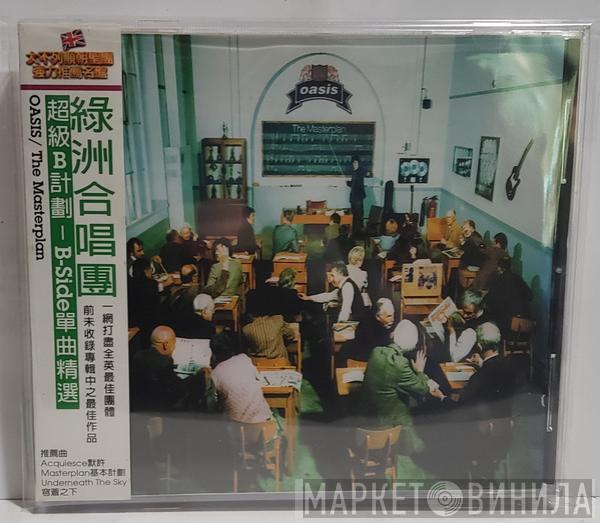 大不列顛朝聖團
強力推薦名盤
綠洲合唱團
超級B計劃－B-Side單曲精選
OASIS/ The Masterplan
一網打盡全英最佳團體
前未收錄專輯中之最佳作品
推薦曲
Acquiesce默許
Masterplan基本計劃
Underneath The Sky
穹蒼之下
oasis
The Masterplan
МАРКЕТ ВИНИЛА